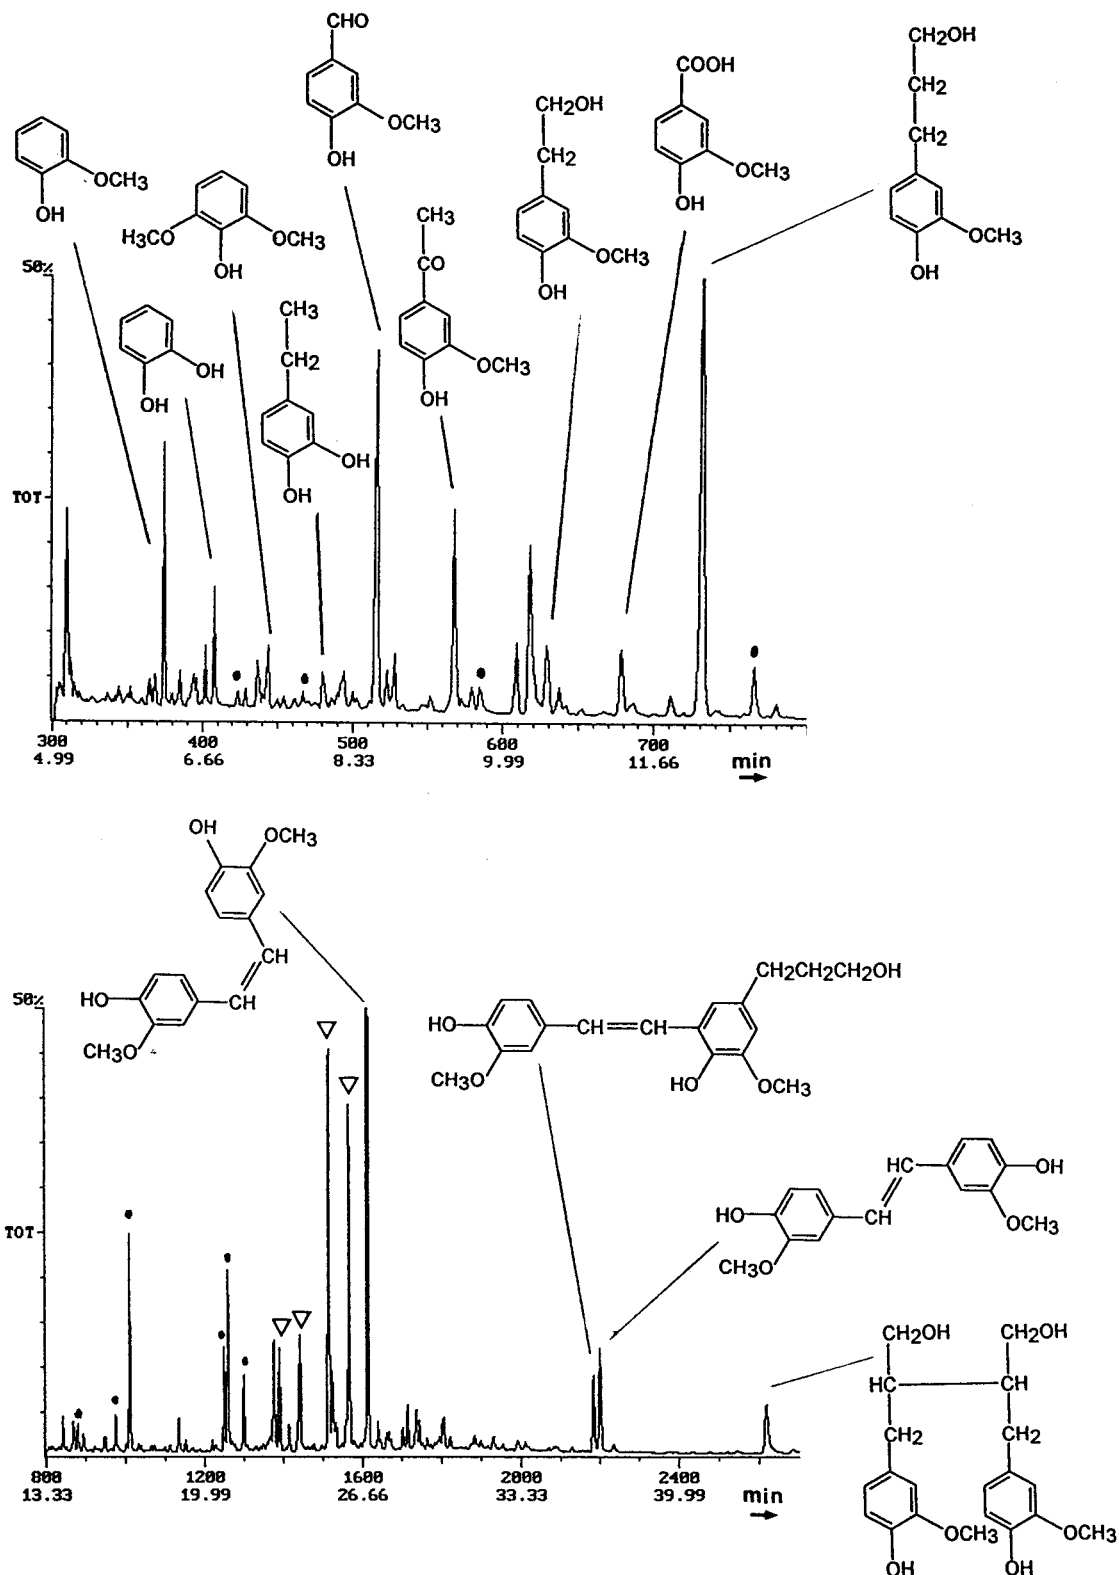 CHO
OCH3
OH
CH2OH
CH2
OCH3
OH
COOH
OCH3
OH
CH2OH
CH2
CH2
OCH3
OH
OCH3
OH
H3CO
OCH3
OH
CH3
CO
OCH3
OH
OH
OH
CH3
CH2
OH
OH
50%
TOT
300 400 500 600 700
4.99 6.66 8.33 9.99 11.66 min
OH
OCH3
CH
CH
HO
CH3O
CH2CH2CH2OH
HO
CH=CH
CH3O
HO
OCH3
HC
OH
HO
CH
OCH3
CH3O
CH2OH CH2OH
HC CH
CH2 CH2
OCH3 OCH3
OH OH
50%
TOT
800 1200 1600 2000 2400
13.33 19.99 26.66 33.33 39.99 min